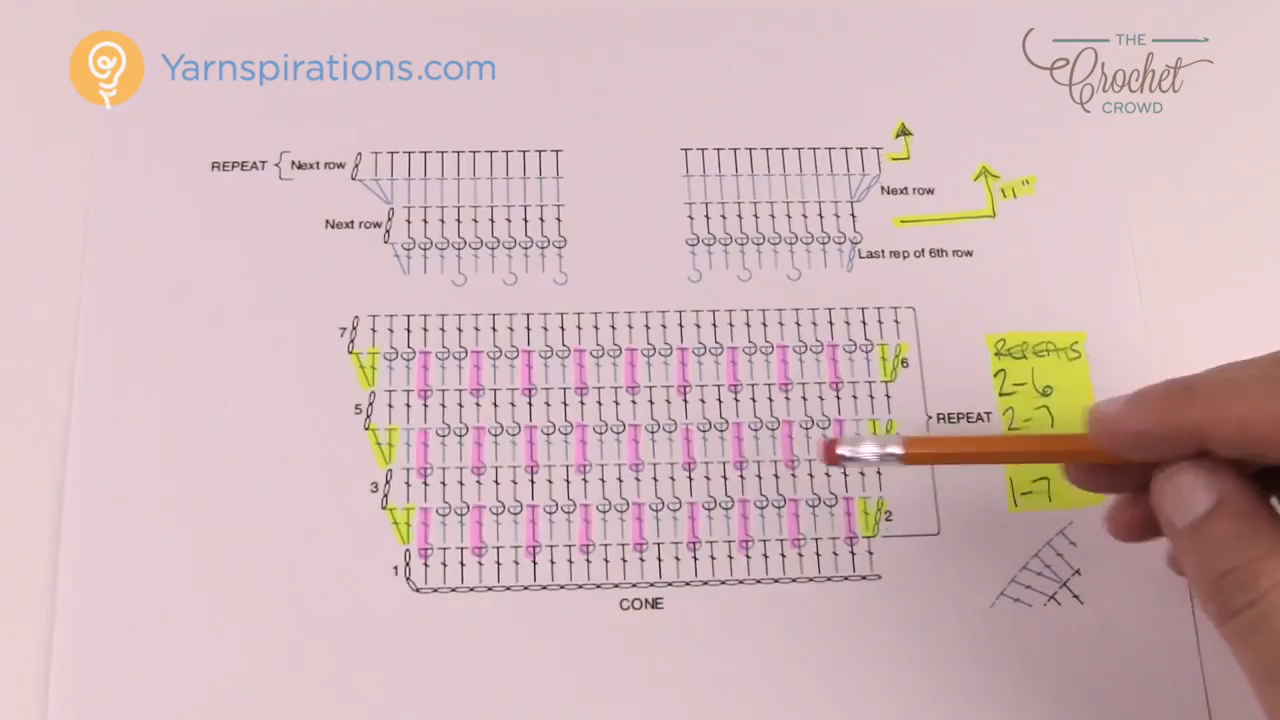 Yarnspirations.com
THE
Crochet
CROWD
REPEAT { Next row
Next row
11"
Next row
Last rep of 6th row
7
6
5
3
2
1
REPEAT
REPEATS
2-6
2-7
1-7
CONE